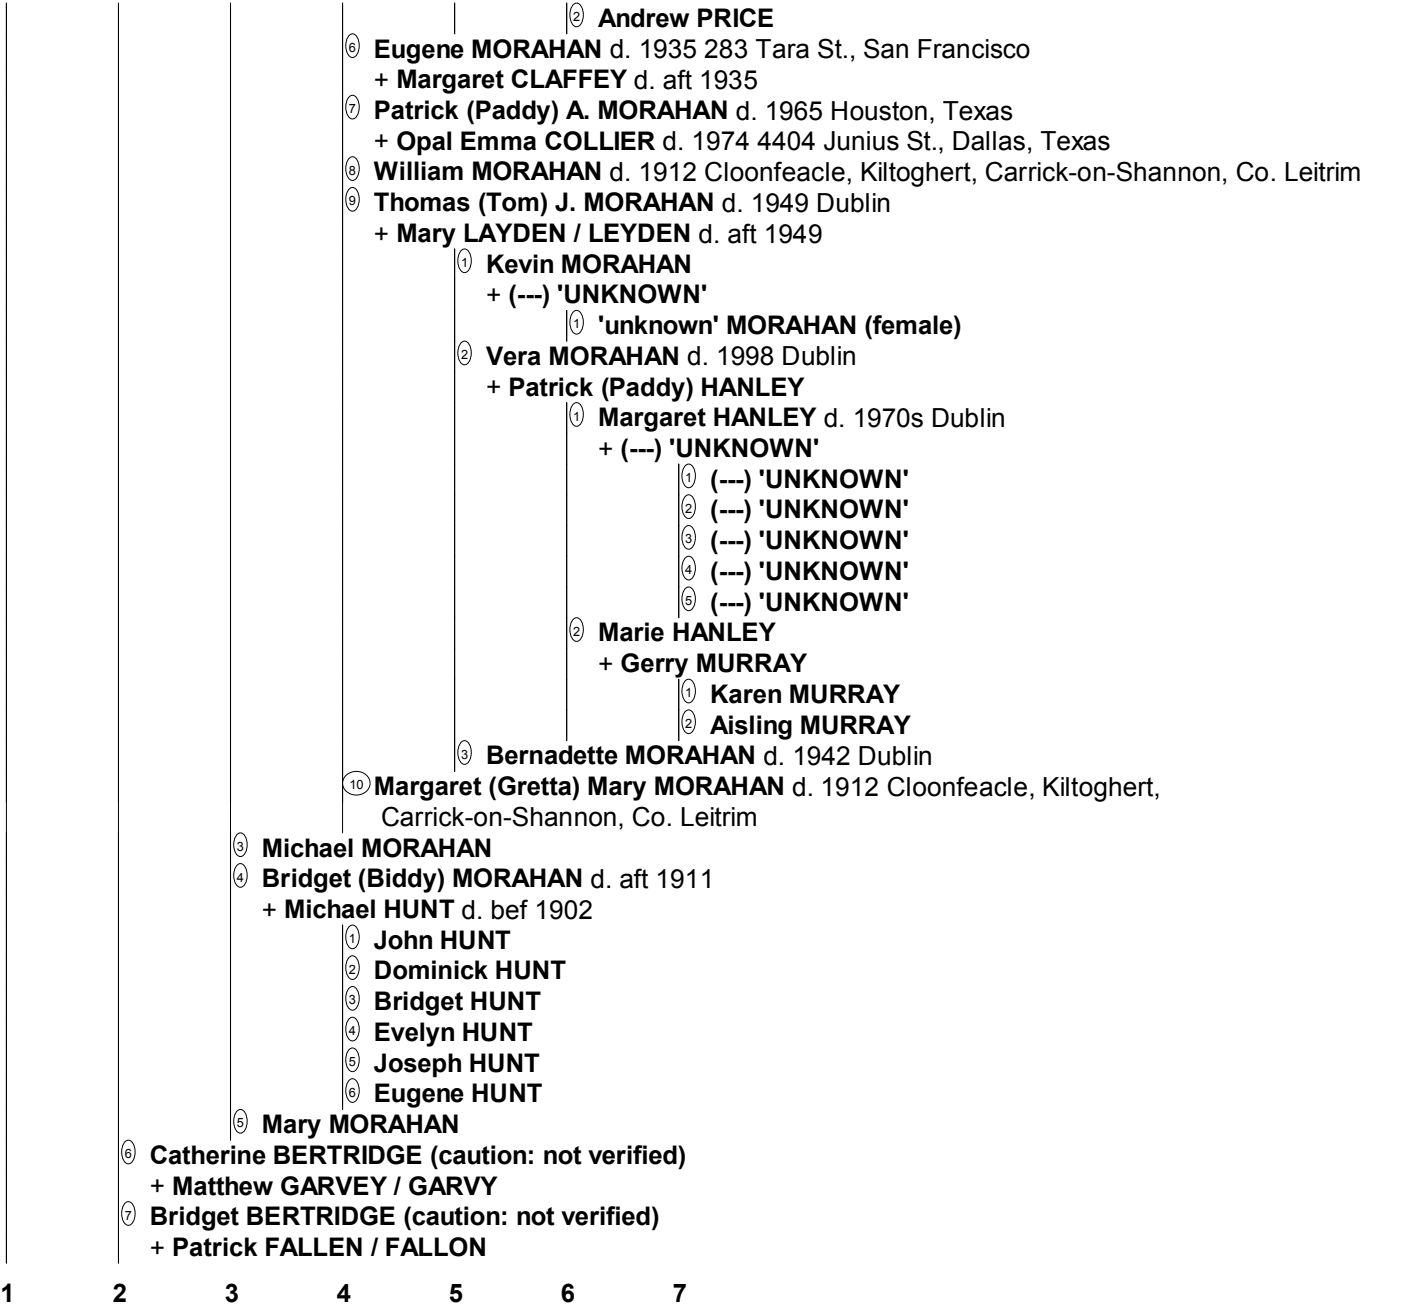 ② Andrew PRICE
⑥ Eugene MORAHAN d. 1935 283 Tara St., San Francisco
+ Margaret CLAFFEY d. aft 1935
⑦ Patrick (Paddy) A. MORAHAN d. 1965 Houston, Texas
+ Opal Emma COLLIER d. 1974 4404 Junius St., Dallas, Texas
⑧ William MORAHAN d. 1912 Cloonfeacle, Kiltoghert, Carrick-on-Shannon, Co. Leitrim
⑨ Thomas (Tom) J. MORAHAN d. 1949 Dublin
+ Mary LAYDEN / LEYDEN d. aft 1949
① Kevin MORAHAN
+ (---) 'UNKNOWN'
① 'unknown' MORAHAN (female)
② Vera MORAHAN d. 1998 Dublin
+ Patrick (Paddy) HANLEY
① Margaret HANLEY d. 1970s Dublin
+ (---) 'UNKNOWN'
① (---) 'UNKNOWN'
② (---) 'UNKNOWN'
③ (---) 'UNKNOWN'
④ (---) 'UNKNOWN'
⑤ (---) 'UNKNOWN'
② Marie HANLEY
+ Gerry MURRAY
① Karen MURRAY
② Aisling MURRAY
③ Bernadette MORAHAN d. 1942 Dublin
⑩ Margaret (Gretta) Mary MORAHAN d. 1912 Cloonfeacle, Kiltoghert,
Carrick-on-Shannon, Co. Leitrim
③ Michael MORAHAN
④ Bridget (Biddy) MORAHAN d. aft 1911
+ Michael HUNT d. bef 1902
① John HUNT
② Dominick HUNT
③ Bridget HUNT
④ Evelyn HUNT
⑤ Joseph HUNT
⑥ Eugene HUNT
⑤ Mary MORAHAN
⑥ Catherine BERTRIDGE (caution: not verified)
+ Matthew GARVEY / GARVY
⑦ Bridget BERTRIDGE (caution: not verified)
+ Patrick FALLEN / FALLON
1 2 3 4 5 6 7